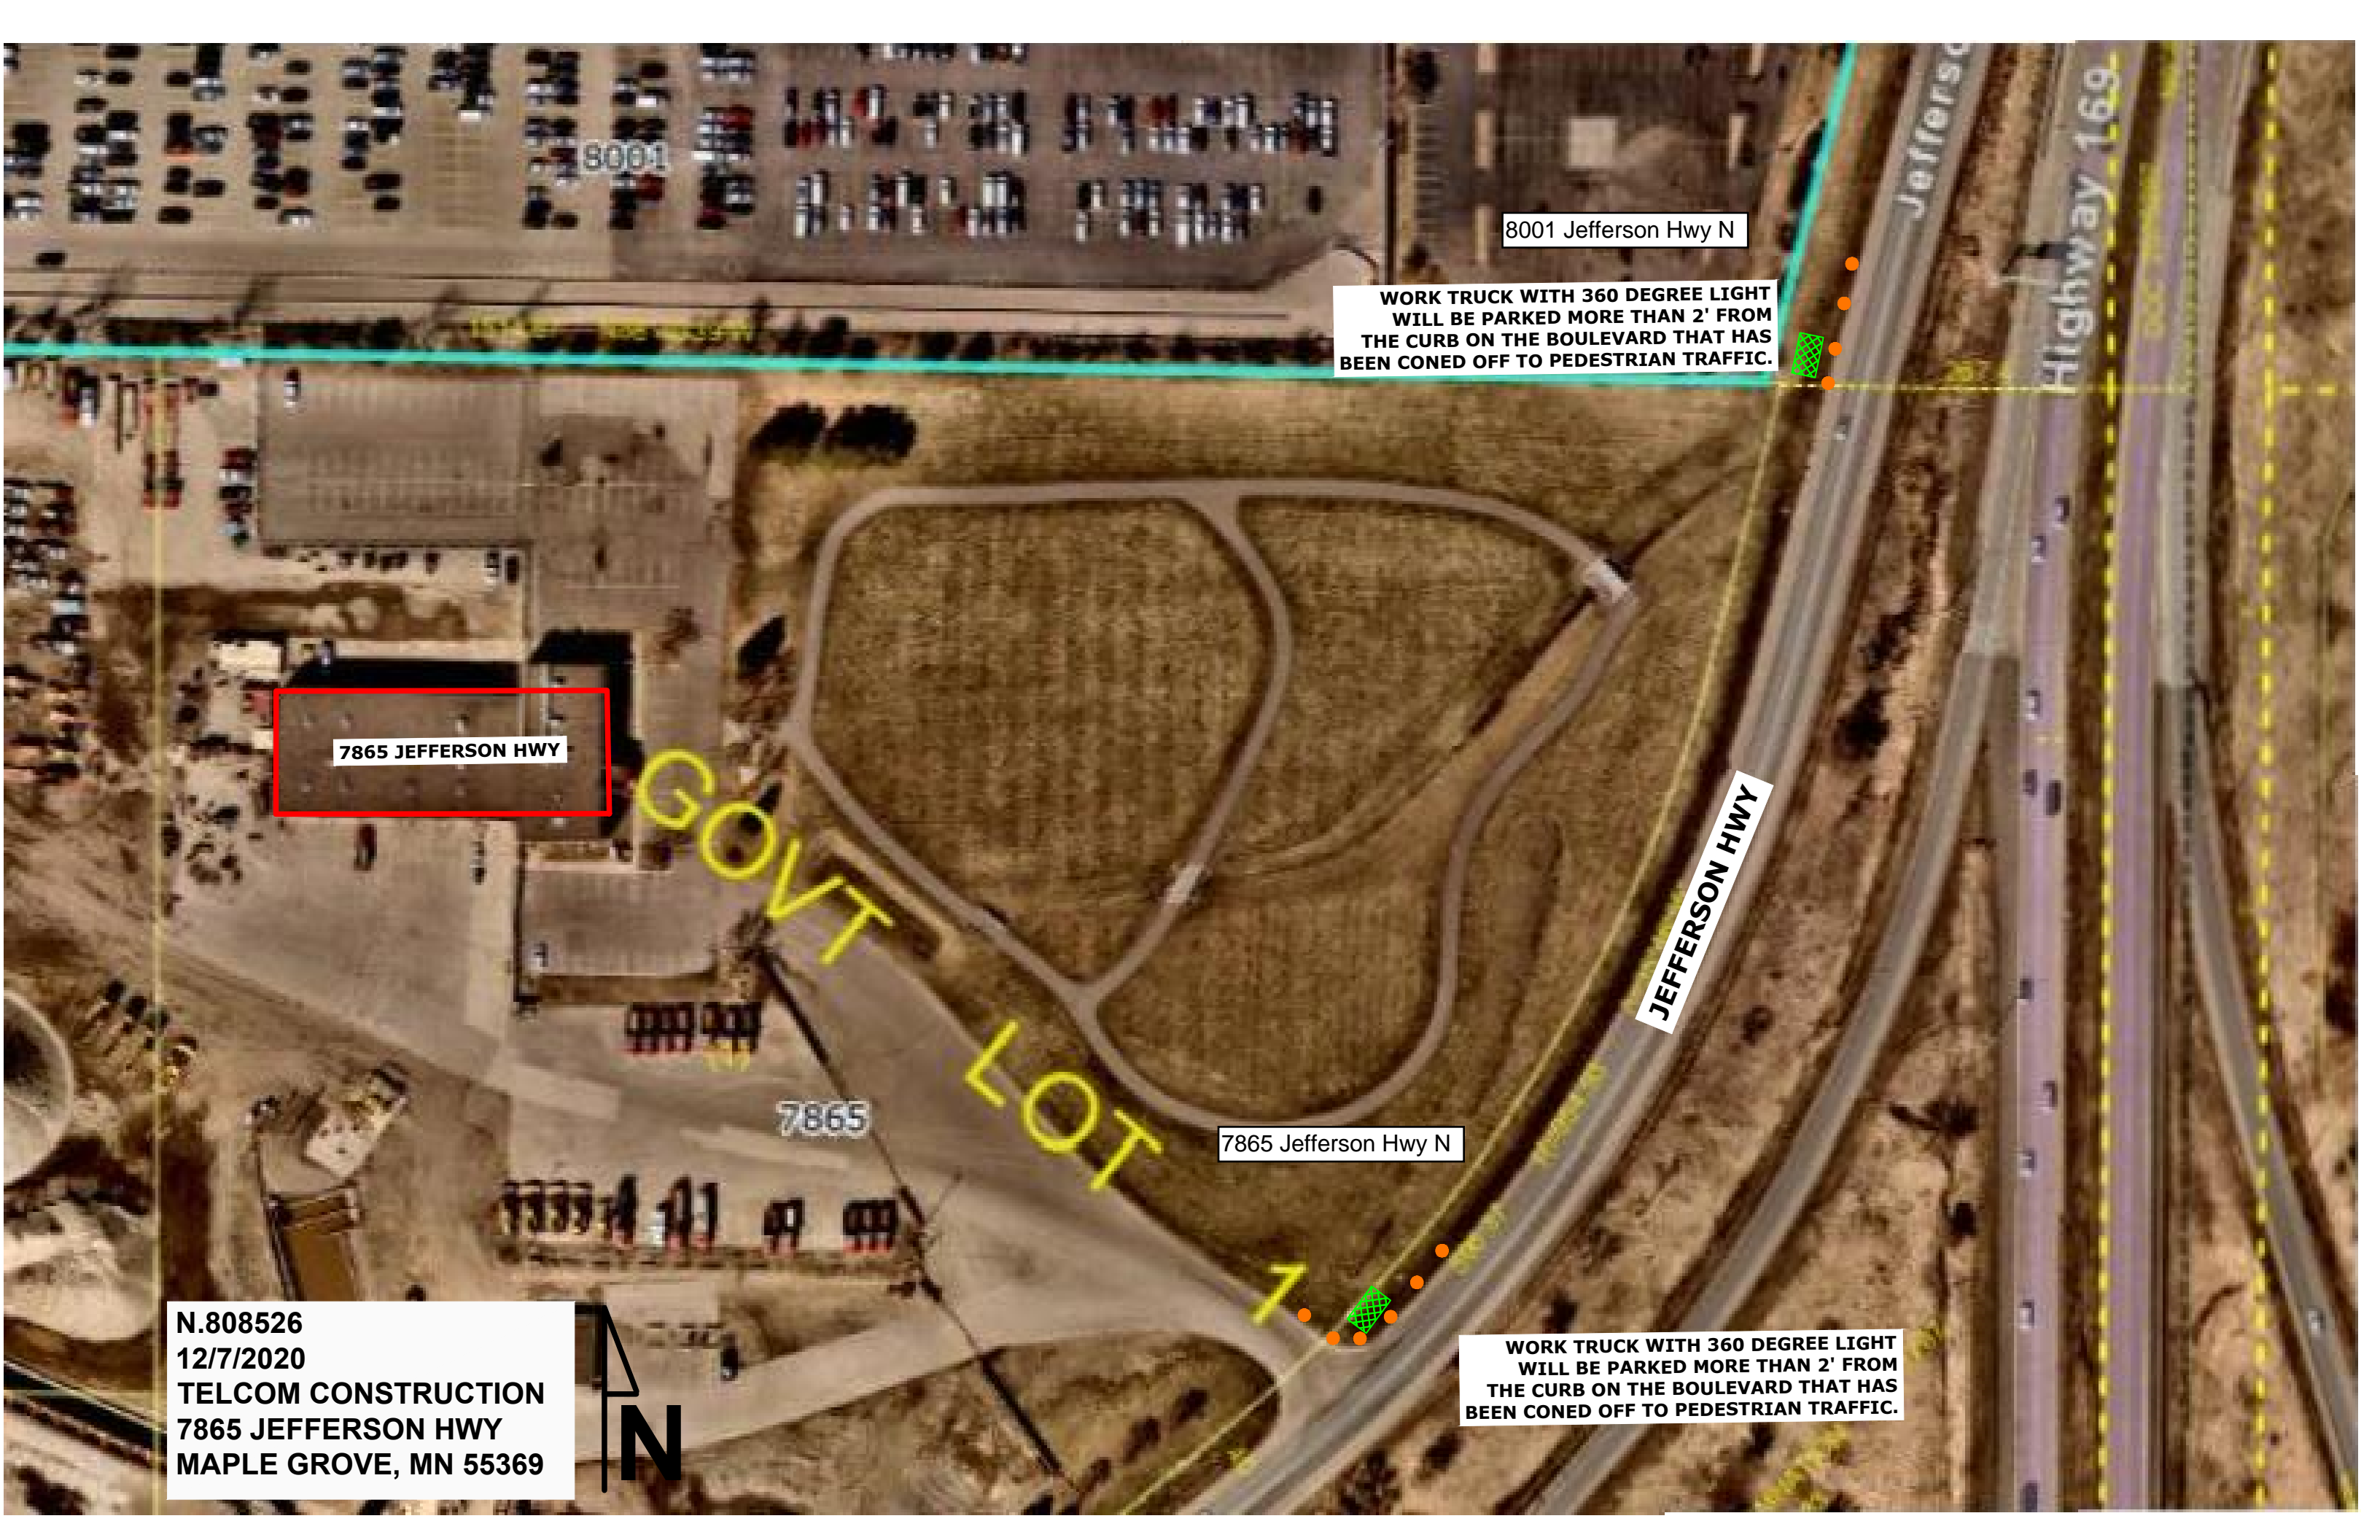 Jefferso
Highway 169
8001
8001 Jefferson Hwy N
WORK TRUCK WITH 360 DEGREE LIGHT
WILL BE PARKED MORE THAN 2' FROM
THE CURB ON THE BOULEVARD THAT HAS
BEEN CONED OFF TO PEDESTRIAN TRAFFIC.
7865 JEFFERSON HWY
GOVT LOT 1
JEFFERSON HWY
7865
7865 Jefferson Hwy N
WORK TRUCK WITH 360 DEGREE LIGHT
WILL BE PARKED MORE THAN 2' FROM
THE CURB ON THE BOULEVARD THAT HAS
BEEN CONED OFF TO PEDESTRIAN TRAFFIC.
N.808526
12/7/2020
TELCOM CONSTRUCTION
7865 JEFFERSON HWY
MAPLE GROVE, MN 55369
N